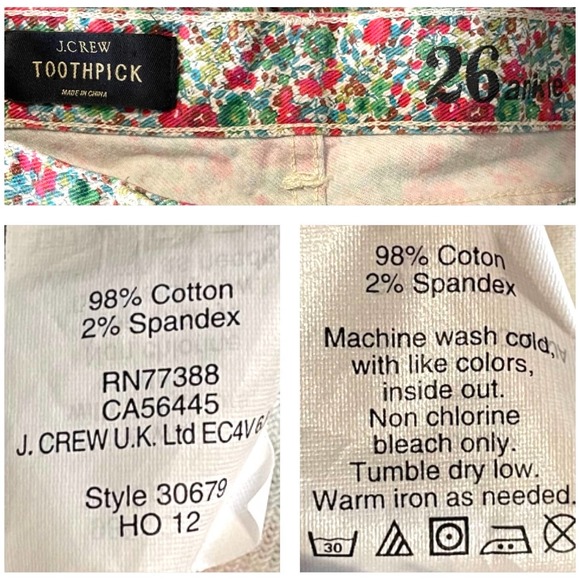 J.CREW
TOOTHPICK
MADE IN CHINA
26 ankle
98% Cotton
2% Spandex
RN77388
CA56445
J. CREW U.K. Ltd EC4V
Style 30679
HO 12
98% Coton
2% Spandex
Machine wash cold,
with like colors,
inside out.
Non chlorine
bleach only.
Tumble dry low.
Warm iron as needed.
30